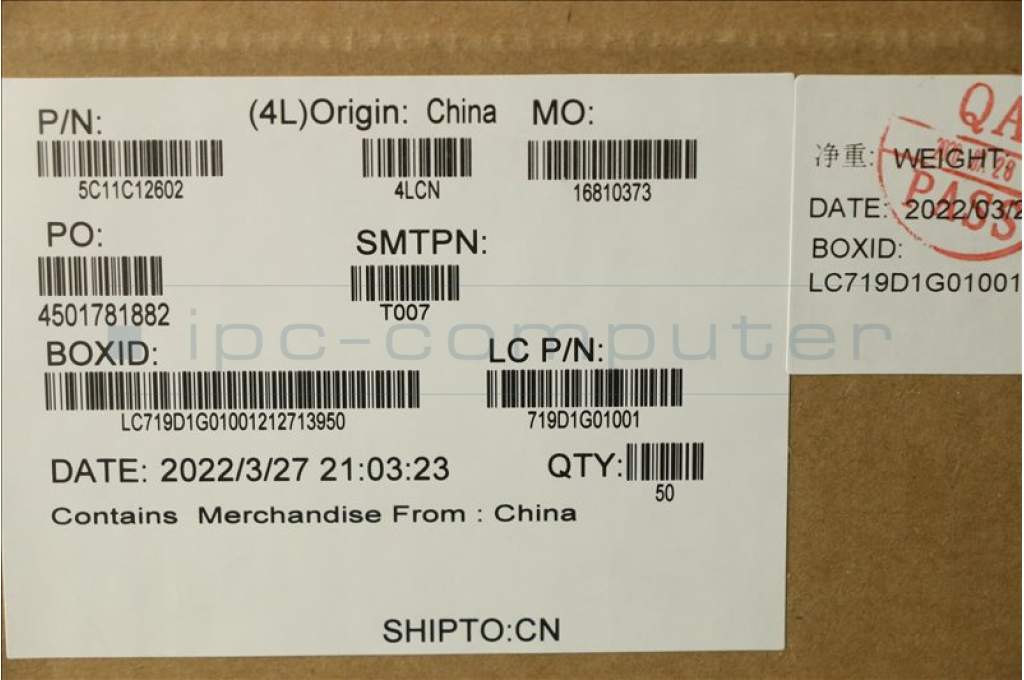 P/N: (4L)Origin: China MO:
5C11C12602 4LCN 16810373
PO: SMTPN:
4501781882 T007
BOXID: LC P/N:
LC719D1G01001212713950 719D1G01001
DATE: 2022/3/27 21:03:23 QTY:
50
Contains Merchandise From : China
SHIPTO:CN
QA
净重: WEIGHT
28
PASS
DATE: 2022/03/2
BOXID:
LC719D1G01001
ipc-computer